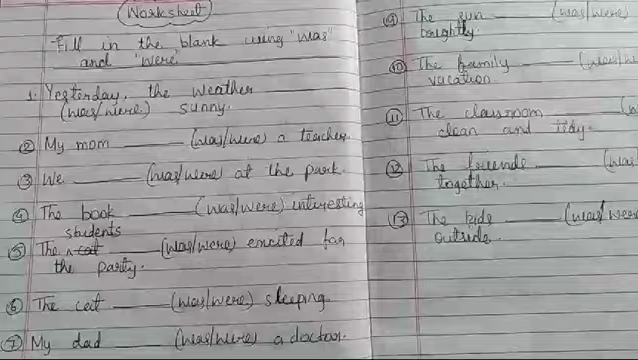 Worksheet
Fill in the blank using "was"
and "were"
1. Yesterday, the weather
(was/were) sunny.
② My mom ______ (was/were) a teacher
③ We ______ (was/were) at the park.
④ The book ______ (was/were) interesting
students
⑤ The ______ (was/were) excited for
the party.
⑥ The cat ______ (was/were) sleeping.
⑦ My dad ______ (was/were) a doctor.
⑨ The sun ______ (was/were)
brightly
⑩ The family ______
vacation.
⑪ The classroom ______
clean and tidy.
⑫ The friends ______ (was
together.
⑬ The kids ______ (was/were
outside.